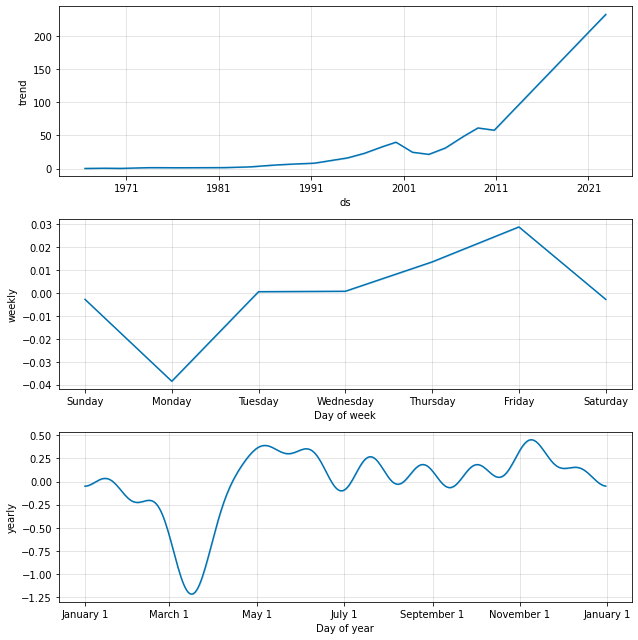 200
150
100
50
0
trend
1971 1981 1991 2001 2011 2021
ds
0.03
0.02
0.01
0.00
−0.01
−0.02
−0.03
−0.04
weekly
Sunday Monday Tuesday Wednesday Thursday Friday Saturday
Day of week
0.50
0.25
0.00
−0.25
−0.50
−0.75
−1.00
−1.25
yearly
January 1 March 1 May 1 July 1 September 1 November 1 January 1
Day of year